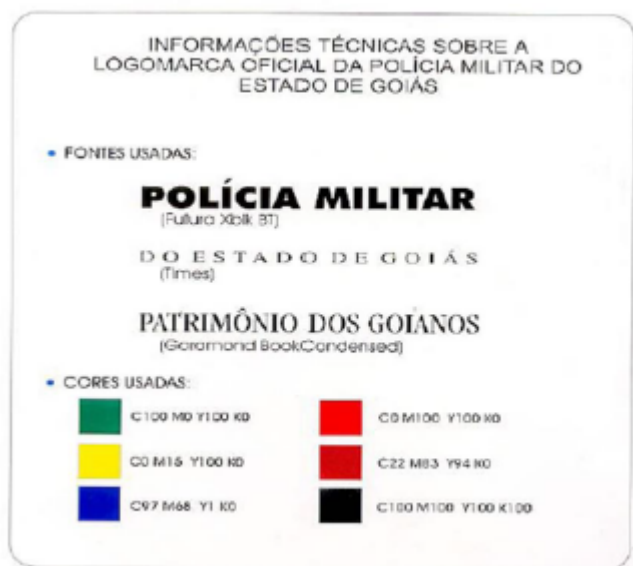 INFORMAÇÕES TÉCNICAS SOBRE A
LOGOMARCA OFICIAL DA POLÍCIA MILITAR DO
ESTADO DE GOIÁS
• FONTES USADAS:
POLÍCIA MILITAR
(Futura Xblk BT)
DO ESTADO DE GOIÁS
(Times)
PATRIMÔNIO DOS GOIANOS
(Garamond BookCondensed)
• CORES USADAS:
C100 M0 Y100 K0
C0 M100 Y100 K0
C0 M15 Y100 K0
C22 M83 Y94 K0
C97 M68 Y1 K0
C100 M100 Y100 K100